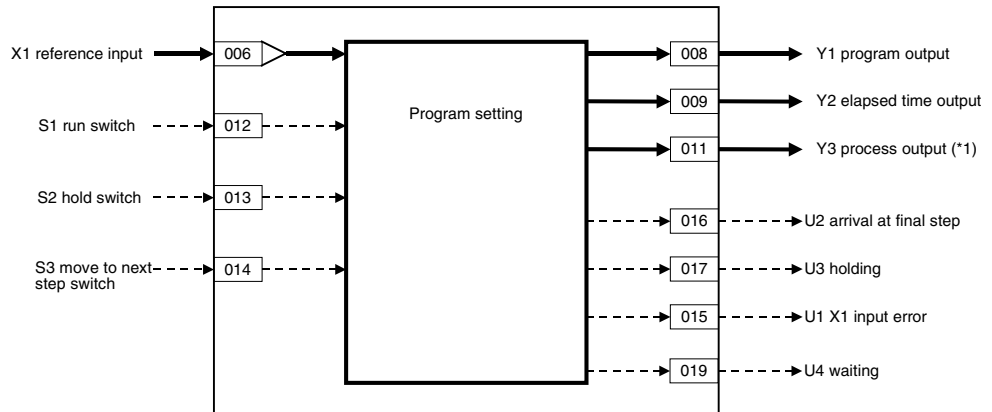 X1 reference input
006
008
Y1 program output
009
Y2 elapsed time output
Program setting
S1 run switch
012
011
Y3 process output (*1)
S2 hold switch
013
016
U2 arrival at final step
S3 move to next
step switch
014
017
U3 holding
015
U1 X1 input error
019
U4 waiting